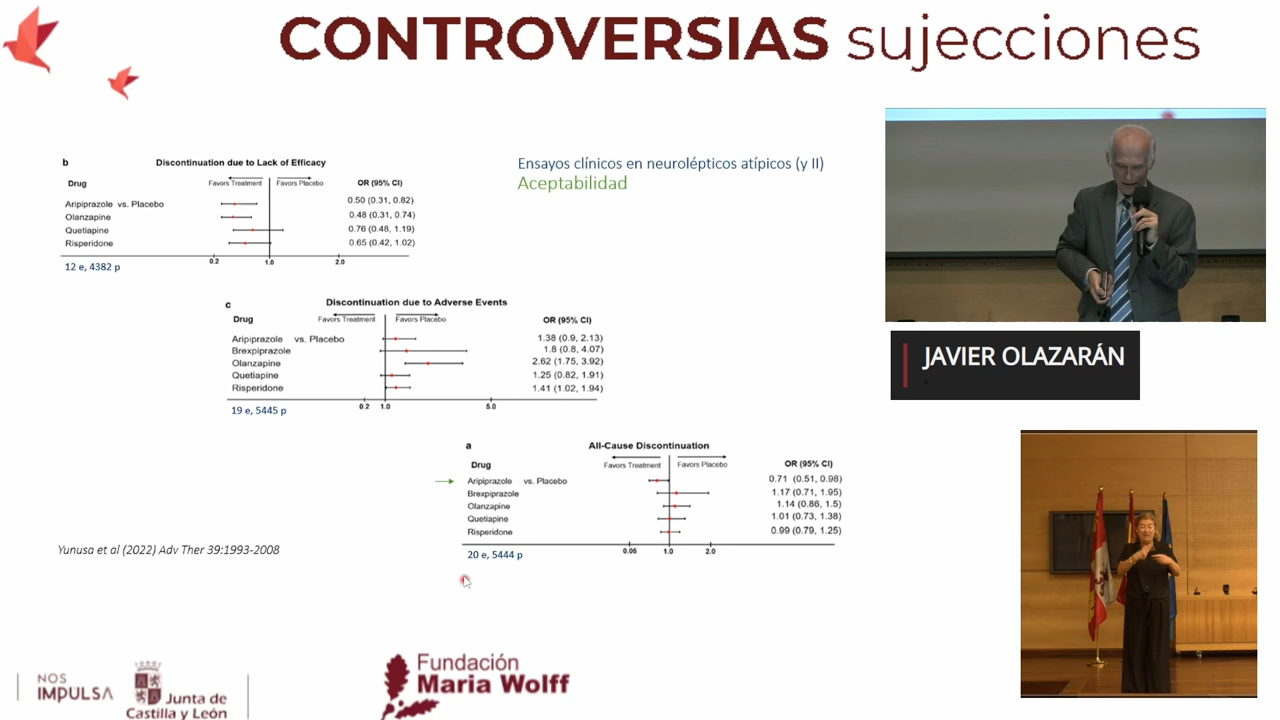 CONTROVERSIAS sujecciones
Ensayos clínicos en neurolépticos atípicos (y II)
Aceptabilidad
b Discontinuation due to Lack of Efficacy
Drug Favors Treatment Favors Placebo OR (95% CI)
Aripiprazole vs. Placebo 0.50 (0.31, 0.82)
Olanzapine 0.48 (0.31, 0.74)
Quetiapine 0.76 (0.48, 1.19)
Risperidone 0.65 (0.42, 1.02)
0.2 1.0 2.0
12 e, 4382 p
c Discontinuation due to Adverse Events
Drug Favors Treatment Favors Placebo OR (95% CI)
Aripiprazole vs. Placebo 1.38 (0.9, 2.13)
Brexpiprazole 1.8 (0.8, 4.07)
Olanzapine 2.62 (1.75, 3.92)
Quetiapine 1.25 (0.82, 1.91)
Risperidone 1.41 (1.02, 1.94)
0.2 1.0 5.0
19 e, 5445 p
a All-Cause Discontinuation
Drug Favors Treatment Favors Placebo OR (95% CI)
Aripiprazole vs. Placebo 0.71 (0.51, 0.98)
Brexpiprazole 1.17 (0.71, 1.95)
Olanzapine 1.14 (0.86, 1.5)
Quetiapine 1.01 (0.73, 1.38)
Risperidone 0.99 (0.79, 1.25)
0.05 1.0 2.0
20 e, 5444 p
Yunusa et al (2022) Adv Ther 39:1993-2008
JAVIER OLAZARÁN
NOS
IMPULSA
Junta de
Castilla y León
Fundación
Maria Wolff